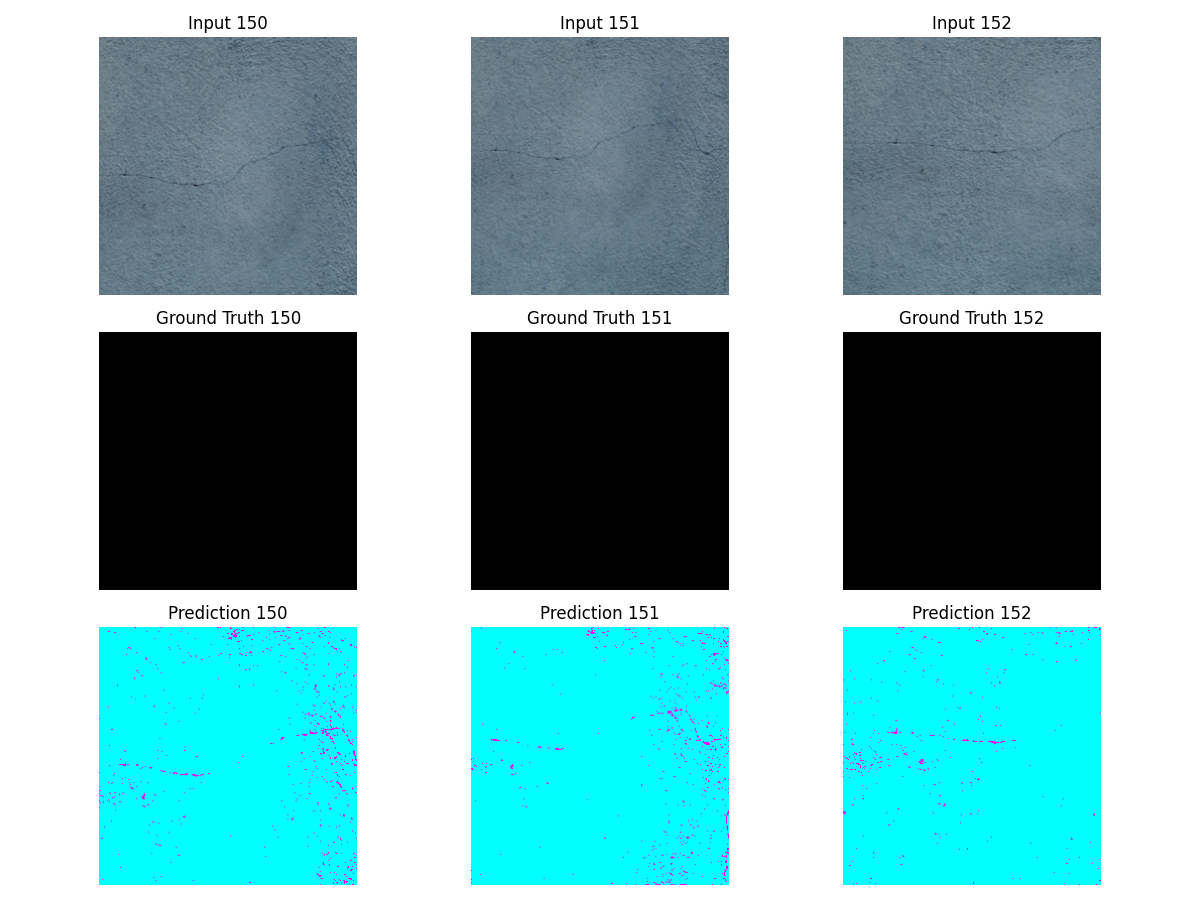 Input 150
Input 151
Input 152
Ground Truth 150
Ground Truth 151
Ground Truth 152
Prediction 150
Prediction 151
Prediction 152